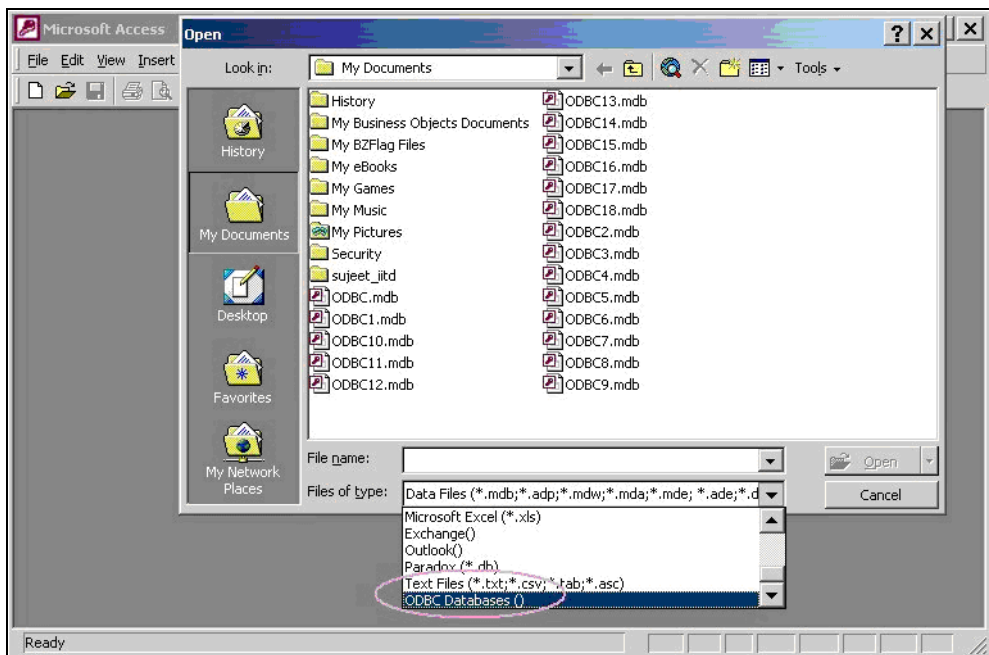 Microsoft Access
Open
File Edit View Insert
Look in:
My Documents
Tools
History
My Documents
Desktop
Favorites
My Network
Places
History
My Business Objects Documents
My BZFlag Files
My eBooks
My Games
My Music
My Pictures
Security
sujeet_iitd
ODBC.mdb
ODBC1.mdb
ODBC10.mdb
ODBC11.mdb
ODBC12.mdb
ODBC13.mdb
ODBC14.mdb
ODBC15.mdb
ODBC16.mdb
ODBC17.mdb
ODBC18.mdb
ODBC2.mdb
ODBC3.mdb
ODBC4.mdb
ODBC5.mdb
ODBC6.mdb
ODBC7.mdb
ODBC8.mdb
ODBC9.mdb
File name:
Open
Files of type:
Data Files (*.mdb;*.adp;*.mdw;*.mda;*.mde; *.ade;*.d
Cancel
Microsoft Excel (*.xls)
Exchange()
Outlook()
Paradox (*.db)
Text Files (*.txt;*.csv;*.tab;*.asc)
ODBC Databases ()
Ready